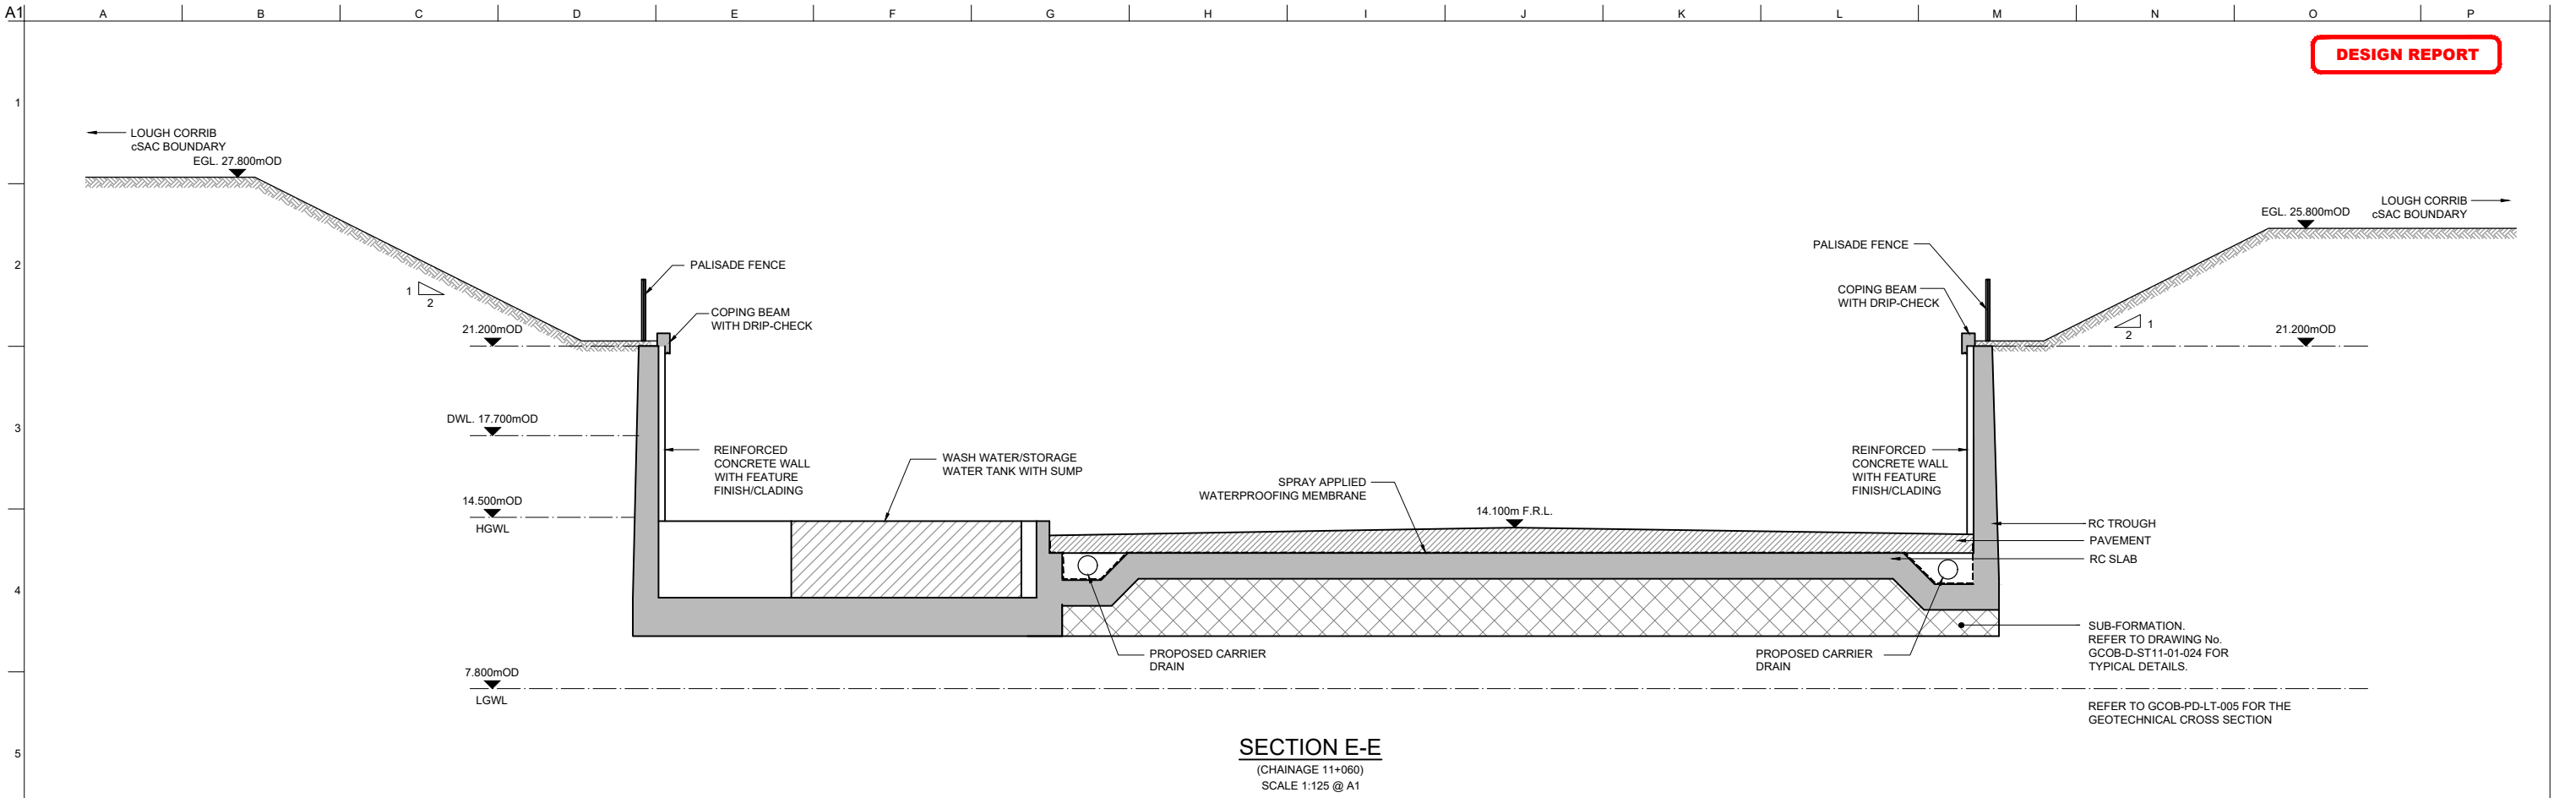 A1
A B C D E F G H I J K L M N O P
DESIGN REPORT
1
2
3
4
5
LOUGH CORRIB
cSAC BOUNDARY
EGL. 27.800mOD
1
2
21.200mOD
DWL. 17.700mOD
14.500mOD
HGWL
7.800mOD
LGWL
PALISADE FENCE
COPING BEAM
WITH DRIP-CHECK
REINFORCED
CONCRETE WALL
WITH FEATURE
FINISH/CLADING
WASH WATER/STORAGE
WATER TANK WITH SUMP
SPRAY APPLIED
WATERPROOFING MEMBRANE
14.100m F.R.L.
PROPOSED CARRIER
DRAIN
PROPOSED CARRIER
DRAIN
PALISADE FENCE
COPING BEAM
WITH DRIP-CHECK
REINFORCED
CONCRETE WALL
WITH FEATURE
FINISH/CLADING
LOUGH CORRIB
cSAC BOUNDARY
EGL. 25.800mOD
1
2
21.200mOD
RC TROUGH
PAVEMENT
RC SLAB
SUB-FORMATION.
REFER TO DRAWING No.
GCOB-D-ST11-01-024 FOR
TYPICAL DETAILS.
REFER TO GCOB-PD-LT-005 FOR THE
GEOTECHNICAL CROSS SECTION
SECTION E-E
(CHAINAGE 11+060)
SCALE 1:125 @ A1